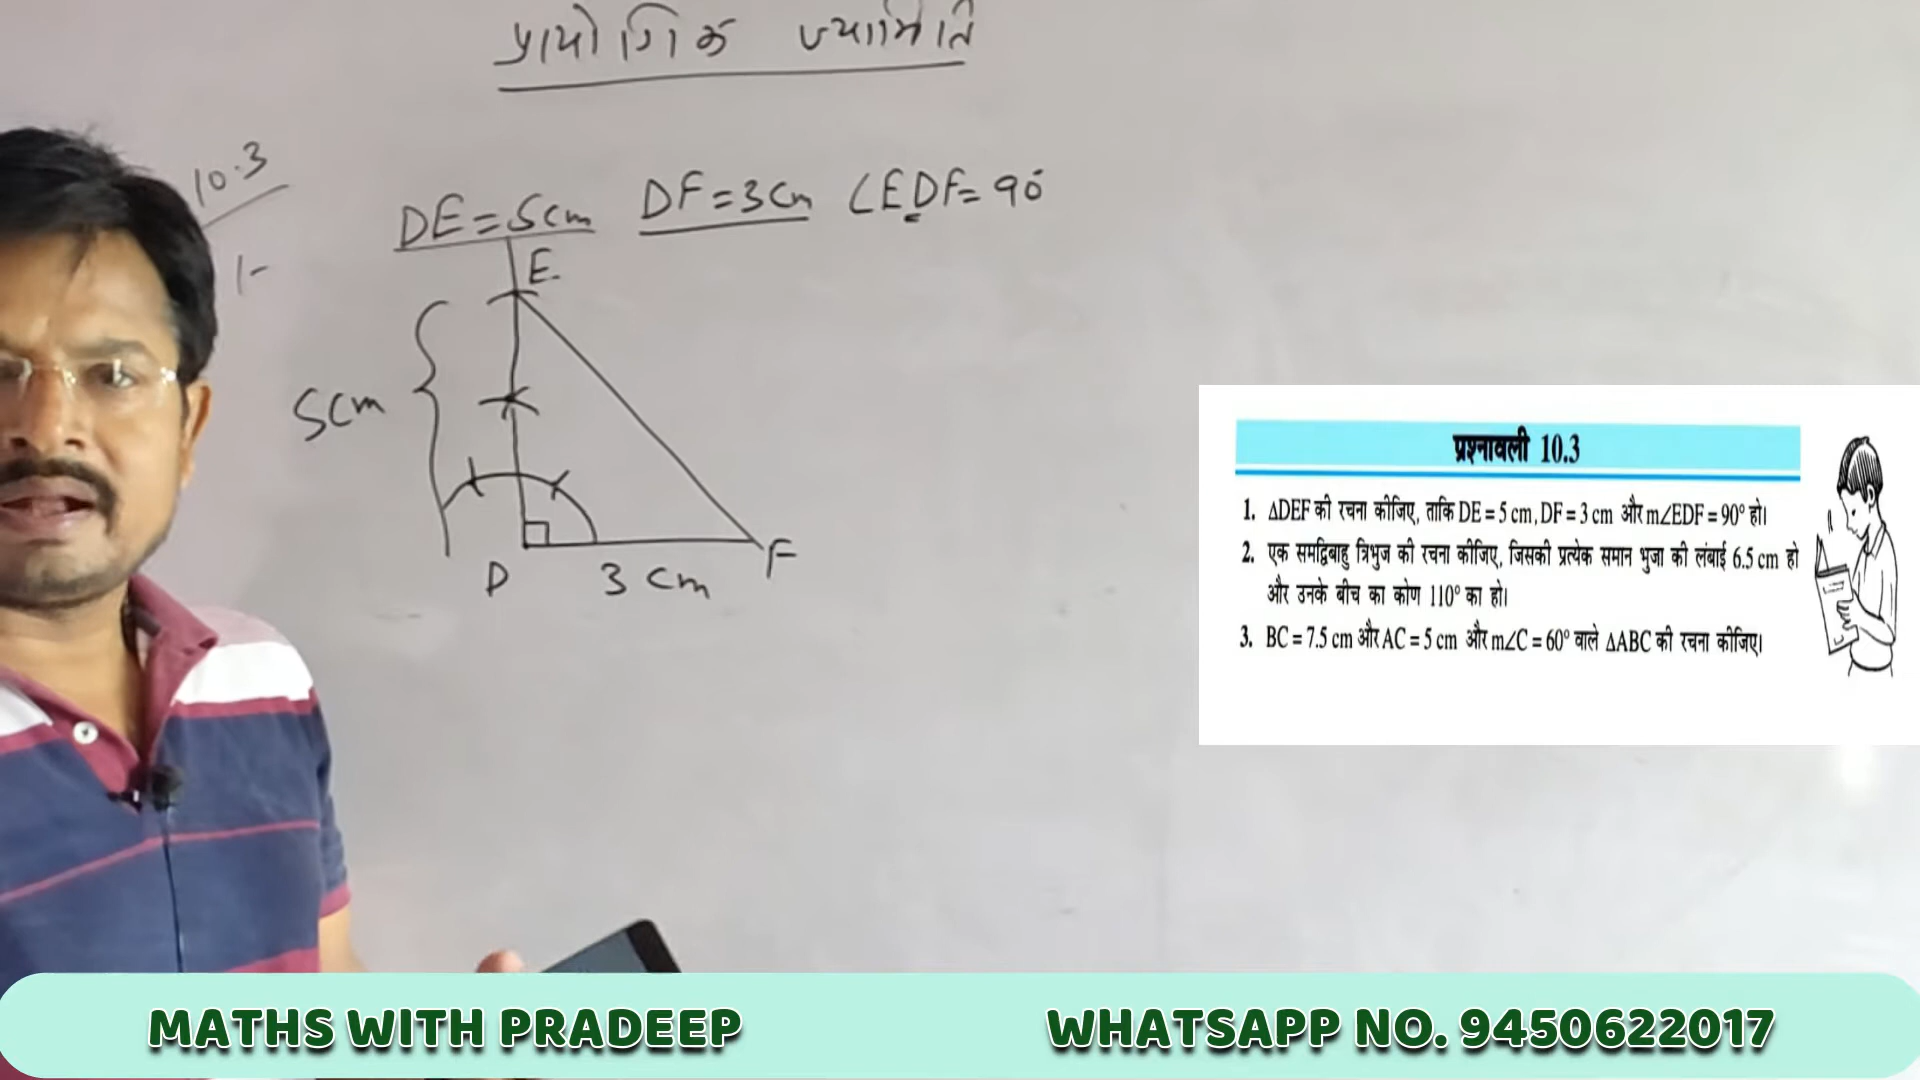 प्रायोगिक ज्यामिति
10.3
1-
DE=5cm DF=3cm ∠EDF=90°
E
5cm
D 3cm F
प्रश्नावली 10.3
1. ΔDEF की रचना कीजिए, ताकि DE = 5 cm, DF = 3 cm और m∠EDF = 90° हो।
2. एक समद्विबाहु त्रिभुज की रचना कीजिए, जिसकी प्रत्येक समान भुजा की लंबाई 6.5 cm हो
और उनके बीच का कोण 110° का हो।
3. BC = 7.5 cm और AC = 5 cm और m∠C = 60° वाले ΔABC की रचना कीजिए।
MATHS WITH PRADEEP WHATSAPP NO. 9450622017